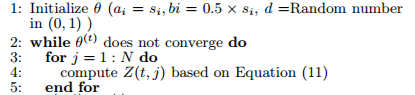 1: Initialize θ (aᵢ = sᵢ, bi = 0.5 × sᵢ, d =Random number
in (0, 1) )
2: while θ⁽ᵗ⁾ does not converge do
3: for j = 1 : N do
4: compute Z(t, j) based on Equation (11)
5: end for